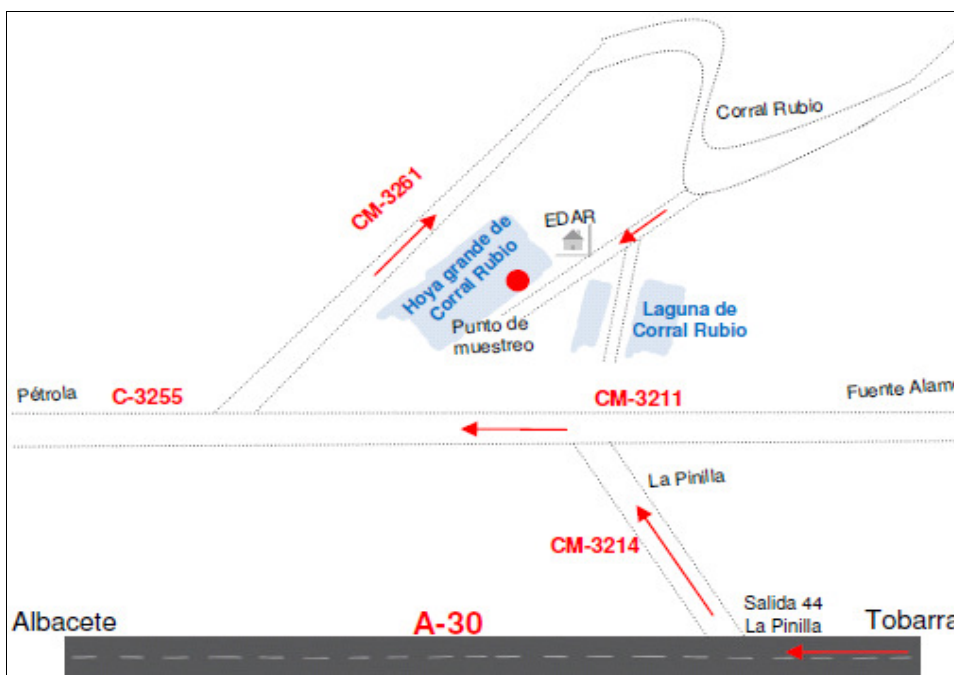 Corral Rubio
CM-3261
EDAR
Hoya grande de
Corral Rubio
Laguna de
Corral Rubio
Punto de
muestreo
Pétrola
C-3255
CM-3211
Fuente Alam
La Pinilla
CM-3214
Salida 44
La Pinilla
Albacete
A-30
Tobarra